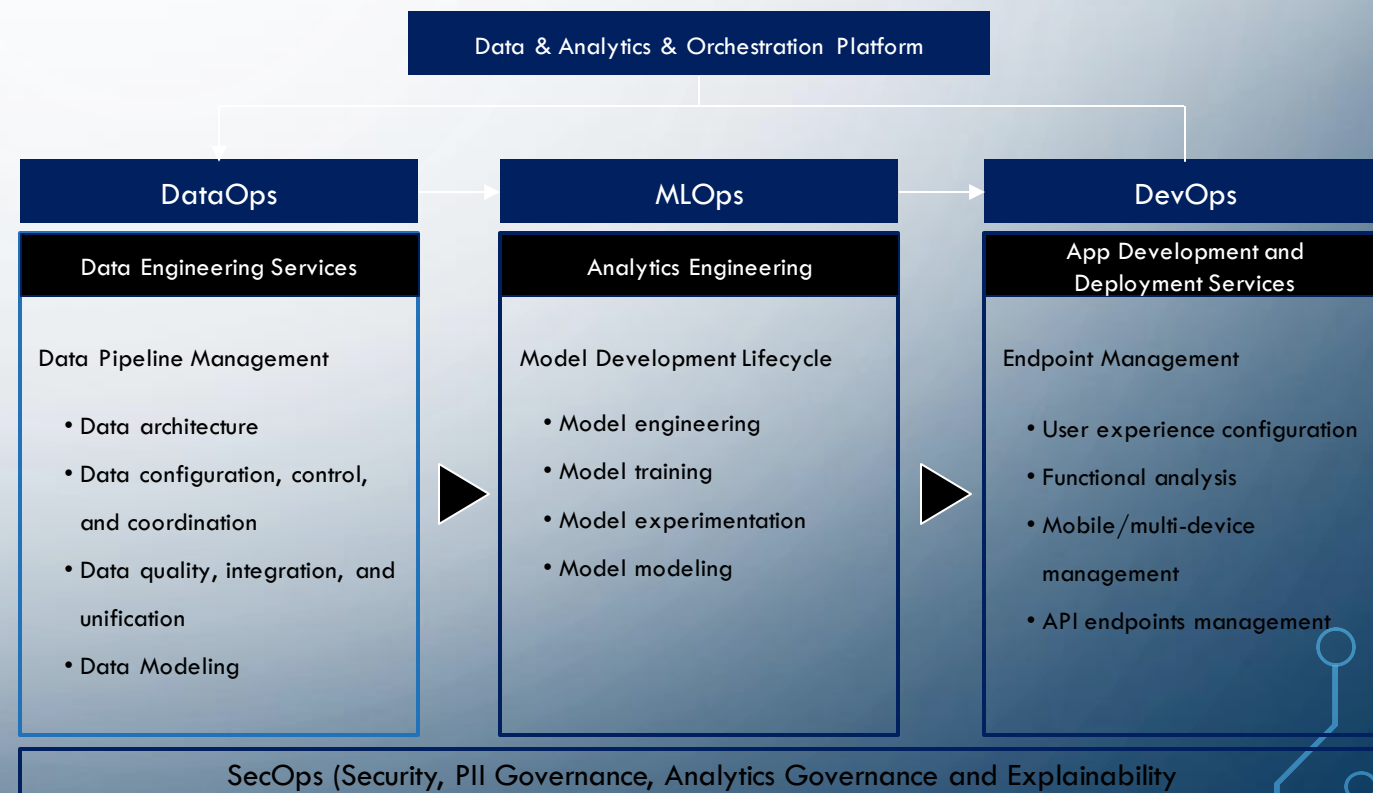 Data & Analytics & Orchestration Platform
DataOps
MLOps
DevOps
Data Engineering Services
Data Pipeline Management
• Data architecture
• Data configuration, control,
and coordination
• Data quality, integration, and
unification
• Data Modeling
Analytics Engineering
Model Development Lifecycle
• Model engineering
• Model training
• Model experimentation
• Model modeling
App Development and
Deployment Services
Endpoint Management
• User experience configuration
• Functional analysis
• Mobile/multi-device
management
• API endpoints management
SecOps (Security, PII Governance, Analytics Governance and Explainability